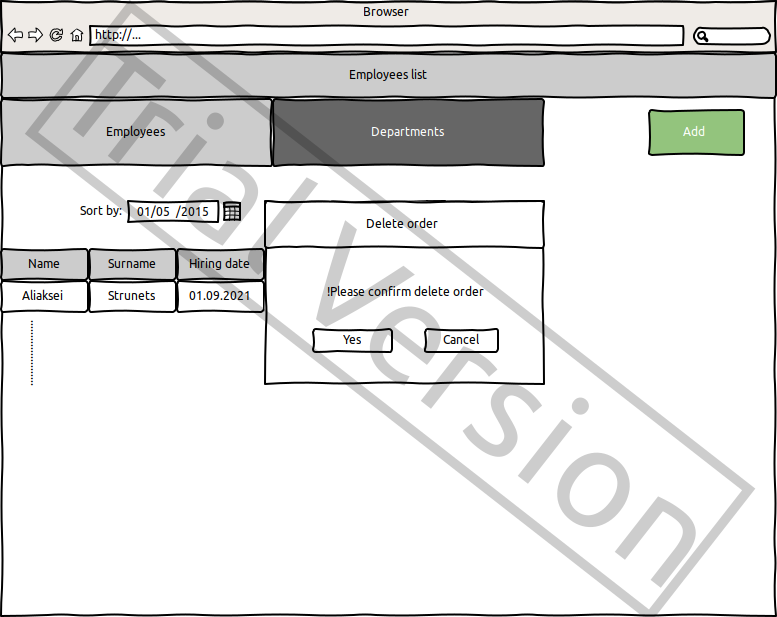 Browser
http://...
Employees list
Employees
Departments
Add
Sort by: 01/05 /2015
Delete order
Name Surname Hiring date
!Please confirm delete order
Aliaksei Strunets 01.09.2021
Yes Cancel
Trial Version